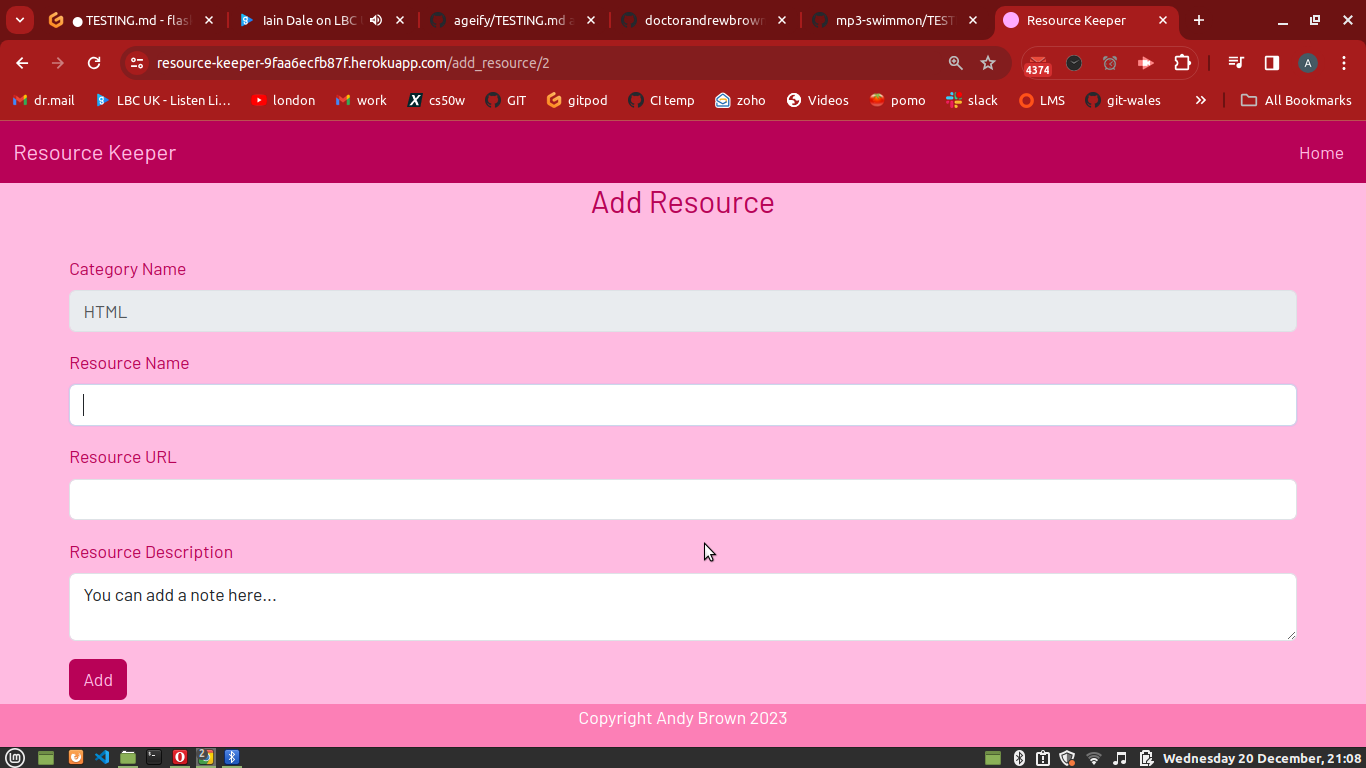 ● TESTING.md - flas
Iain Dale on LBC
ageify/TESTING.md a
doctorandrewbrown
mp3-swimmon/TEST
Resource Keeper
resource-keeper-9faa6ecfb87f.herokuapp.com/add_resource/2
4374
A
dr.mail
LBC UK - Listen Li...
london
work
cs50w
GIT
gitpod
CI temp
zoho
Videos
pomo
slack
LMS
git-wales
All Bookmarks
Resource Keeper
Home
Add Resource
Category Name
HTML
Resource Name
Resource URL
Resource Description
You can add a note here...
Add
Copyright Andy Brown 2023
2
Wednesday 20 December, 21:08